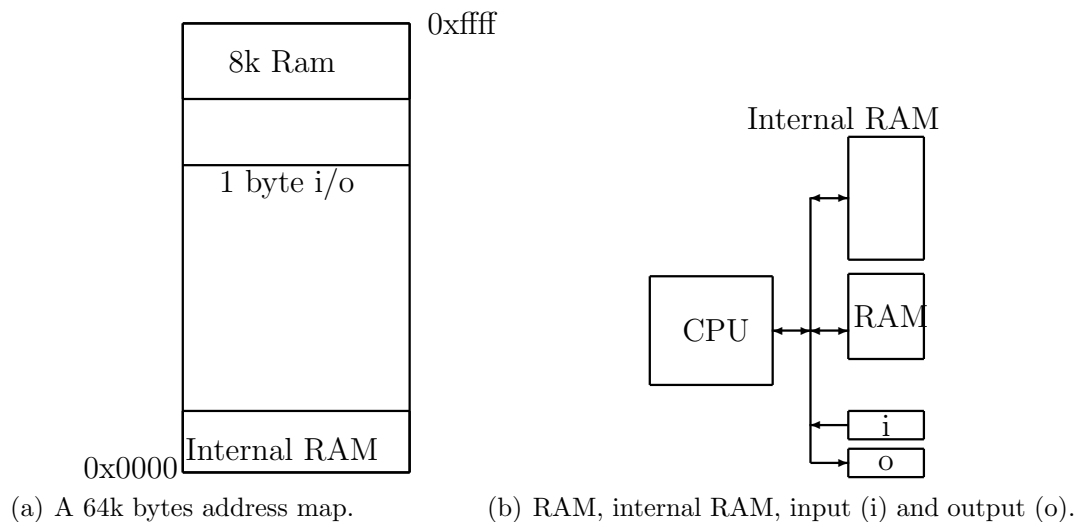 0xffff
8k Ram
1 byte i/o
Internal RAM
0x0000
(a) A 64k bytes address map.
Internal RAM
CPU
RAM
i
o
(b) RAM, internal RAM, input (i) and output (o).